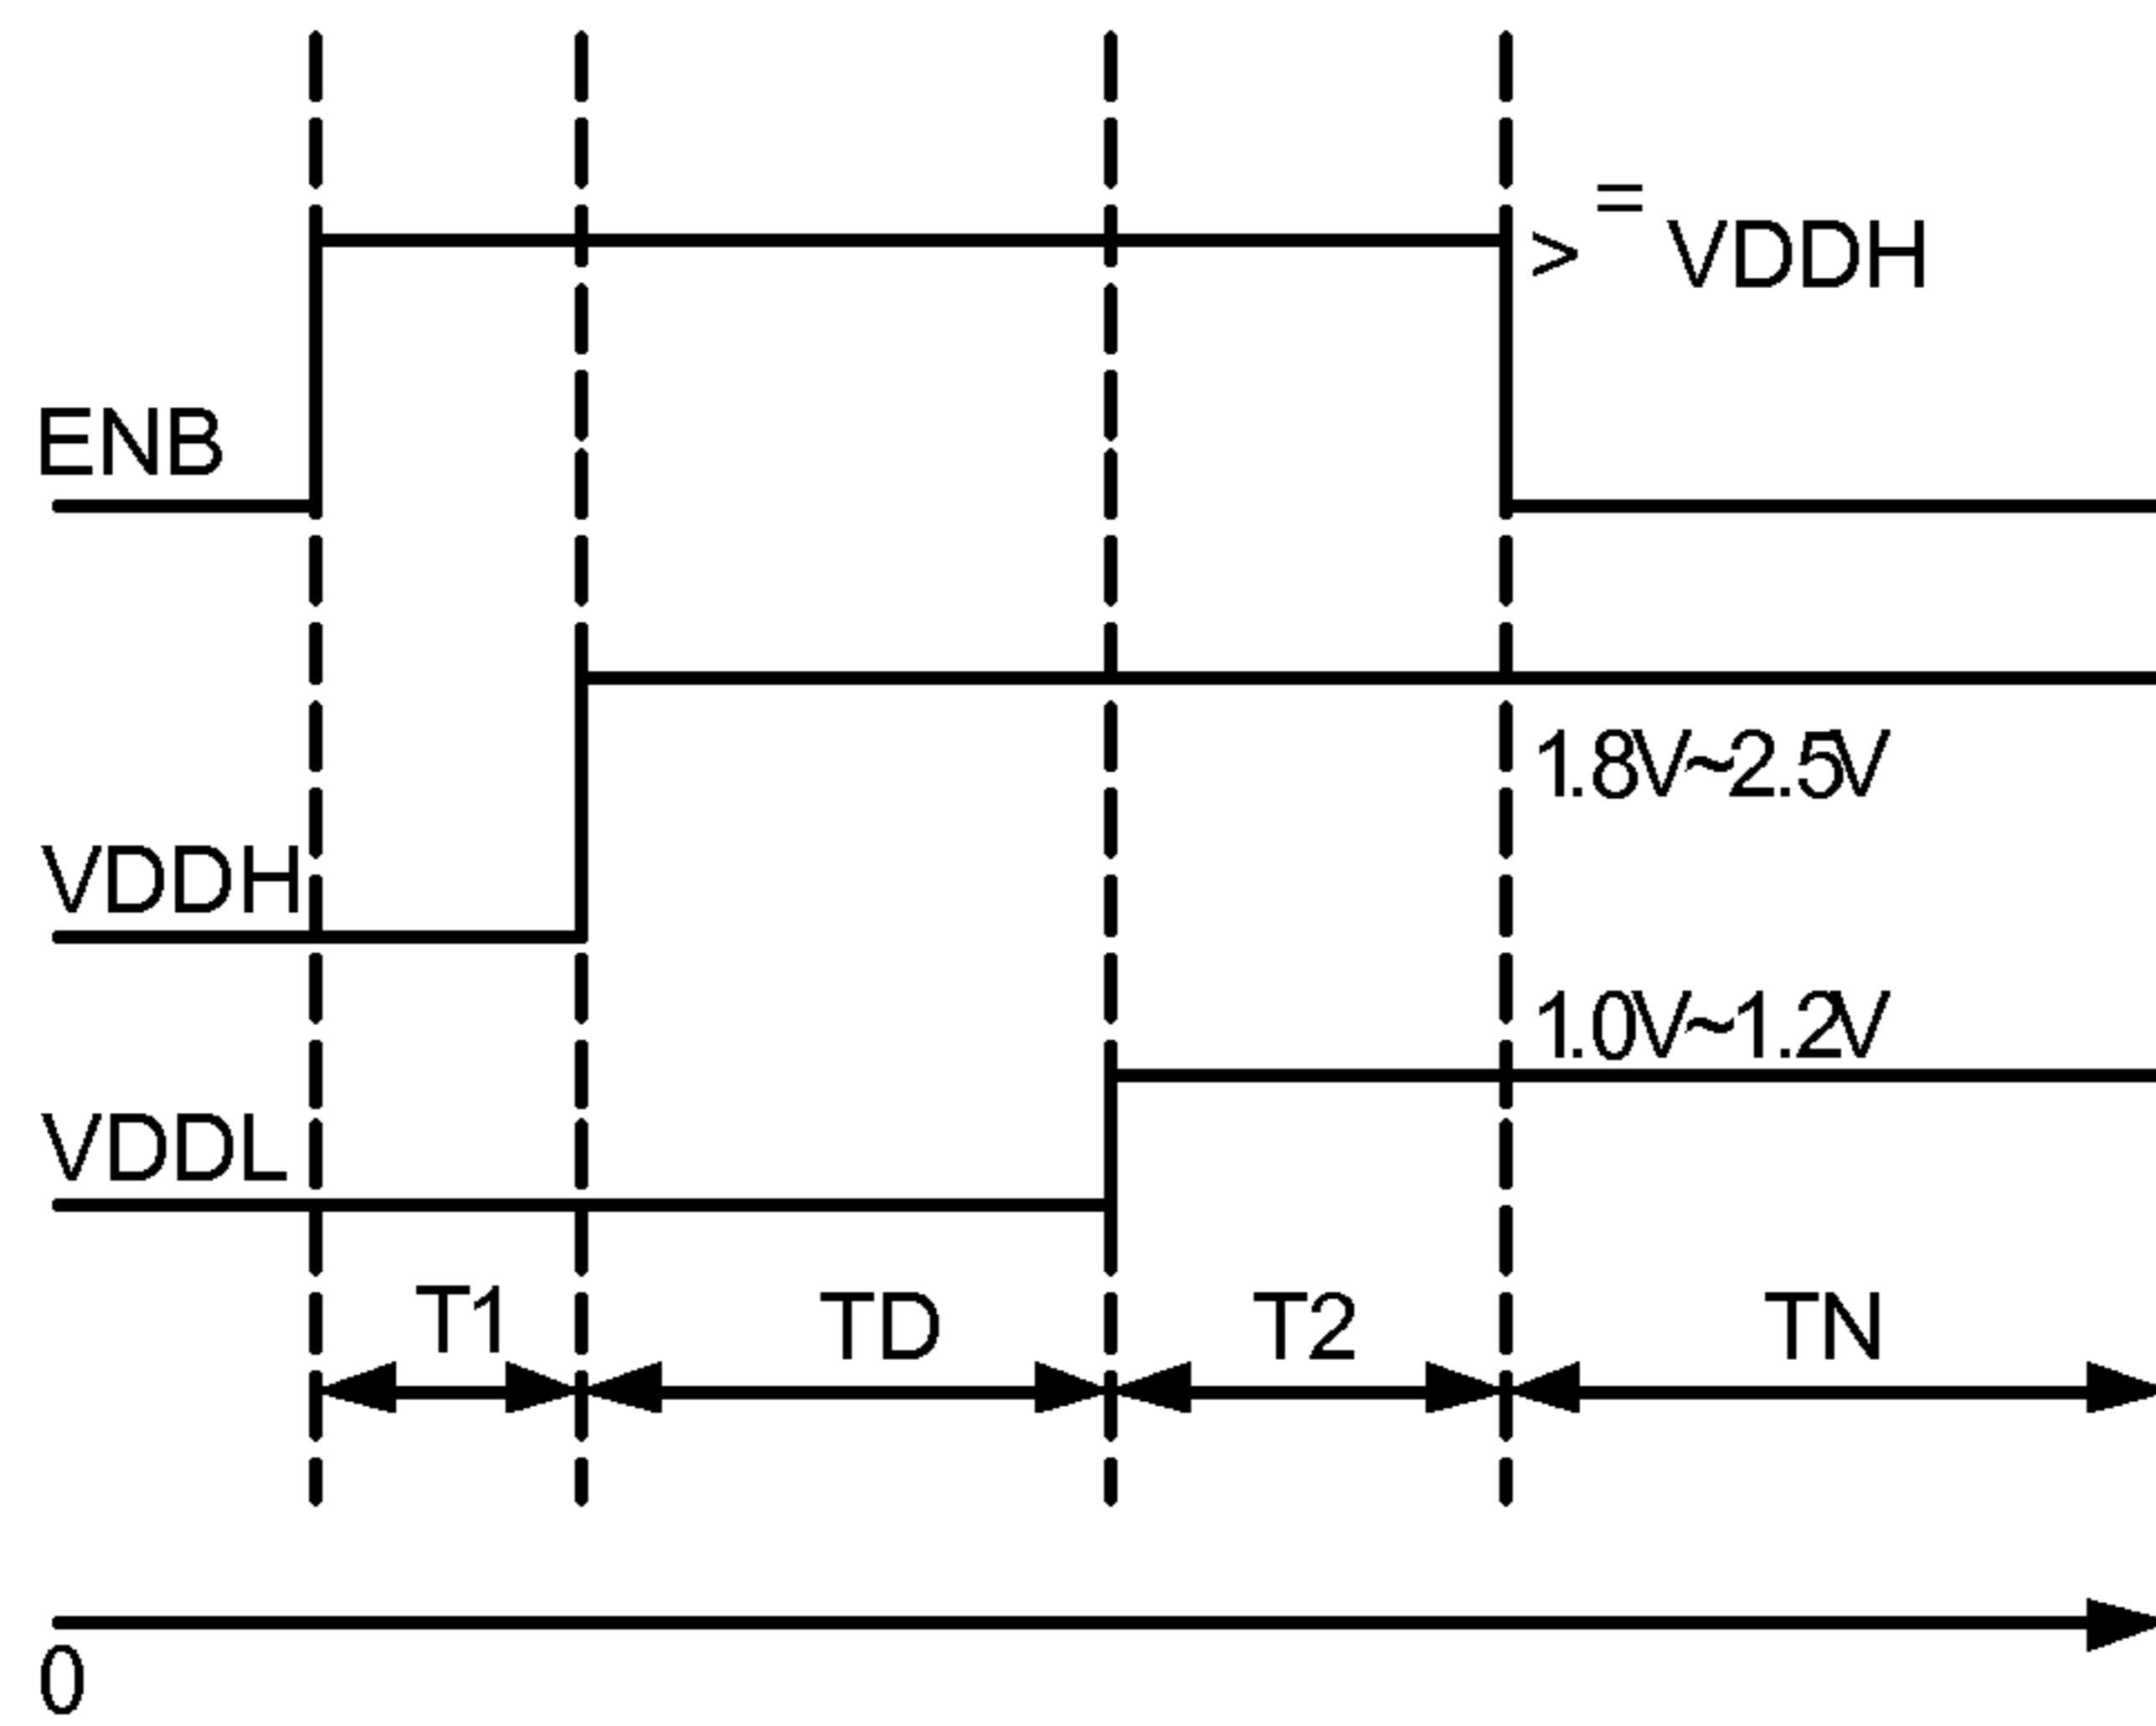 > = VDDH
ENB
1.8V~2.5V
VDDH
1.0V~1.2V
VDDL
T1 TD T2 TN
0